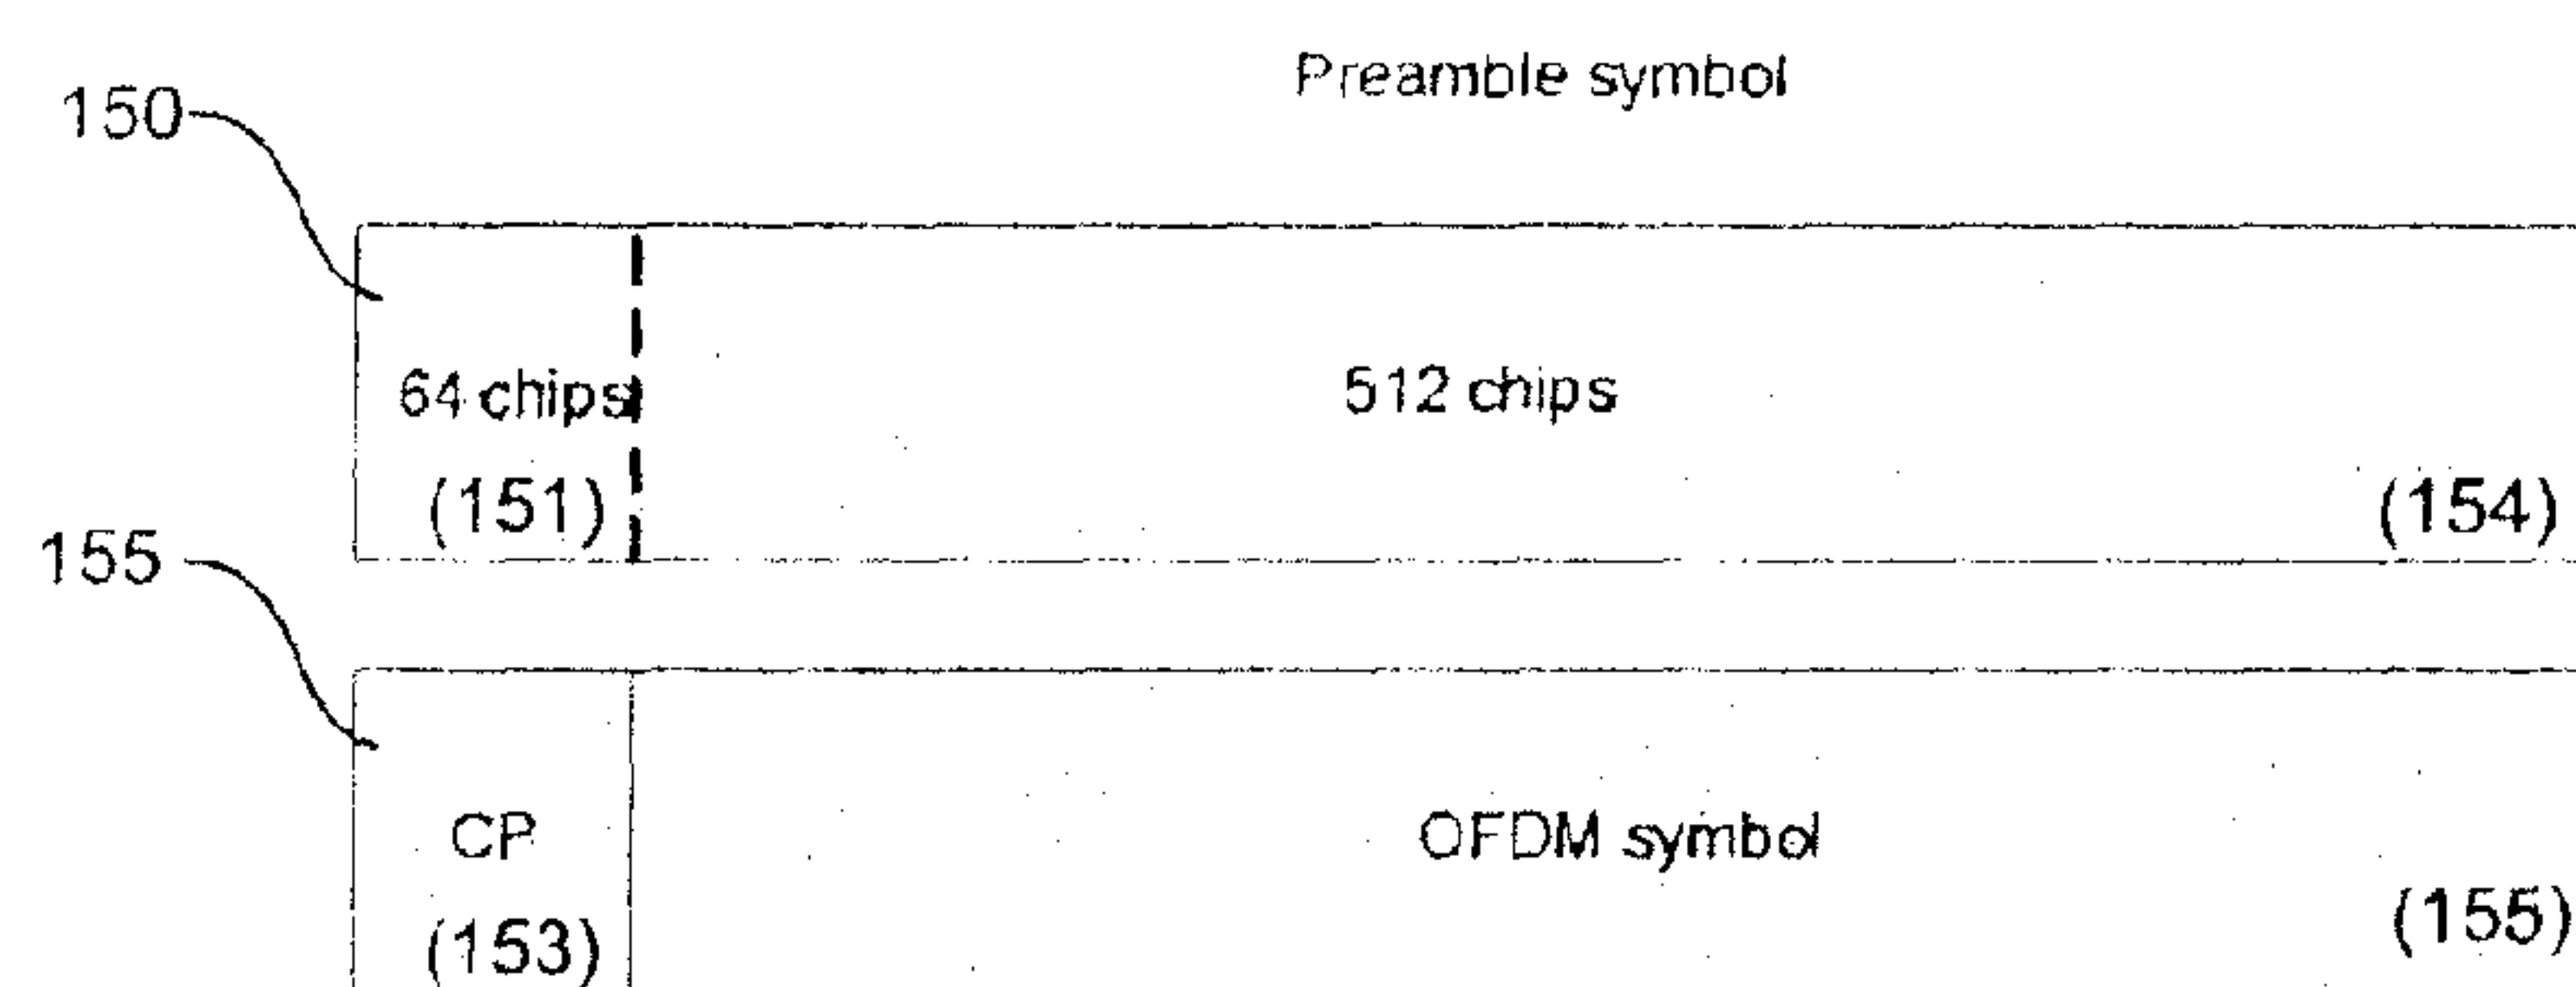 Preamble symbol
150
64 chips
512 chips
(151)
(154)
155
CP
OFDM symbol
(153)
(155)